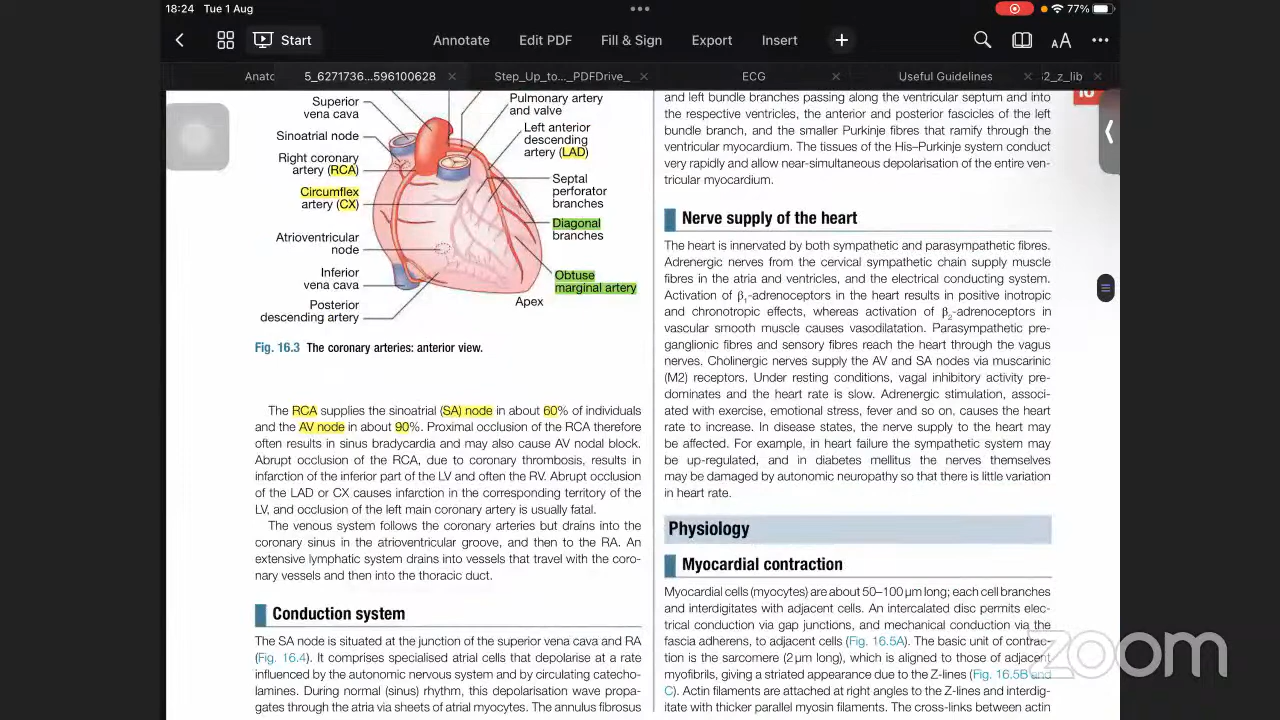 18:24 Tue 1 Aug
77%
Start
Annotate
Edit PDF
Fill & Sign
Export
Insert
AA
Anatc
5_6271736...596100628
Step_Up_to..._PDFDrive_
ECG
Useful Guidelines
2_z_lib
Superior
vena cava
Sinoatrial node
Right coronary
artery (RCA)
Circumflex
artery (CX)
Atrioventricular
node
Inferior
vena cava
Posterior
descending artery
Pulmonary artery
and valve
Left anterior
descending
artery (LAD)
Septal
perforator
branches
Diagonal
branches
Obtuse
marginal artery
Apex
Fig. 16.3 The coronary arteries: anterior view.
The RCA supplies the sinoatrial (SA) node in about 60% of individuals
and the AV node in about 90%. Proximal occlusion of the RCA therefore
often results in sinus bradycardia and may also cause AV nodal block.
Abrupt occlusion of the RCA, due to coronary thrombosis, results in
infarction of the inferior part of the LV and often the RV. Abrupt occlusion
of the LAD or CX causes infarction in the corresponding territory of the
LV, and occlusion of the left main coronary artery is usually fatal.
The venous system follows the coronary arteries but drains into the
coronary sinus in the atrioventricular groove, and then to the RA. An
extensive lymphatic system drains into vessels that travel with the coro-
nary vessels and then into the thoracic duct.
Conduction system
The SA node is situated at the junction of the superior vena cava and RA
(Fig. 16.4). It comprises specialised atrial cells that depolarise at a rate
influenced by the autonomic nervous system and by circulating catecho-
lamines. During normal (sinus) rhythm, this depolarisation wave propa-
gates through the atria via sheets of atrial myocytes. The annulus fibrosus
and left bundle branches passing along the ventricular septum and into
the respective ventricles, the anterior and posterior fascicles of the left
bundle branch, and the smaller Purkinje fibres that ramify through the
ventricular myocardium. The tissues of the His–Purkinje system conduct
very rapidly and allow near-simultaneous depolarisation of the entire ven-
tricular myocardium.
Nerve supply of the heart
The heart is innervated by both sympathetic and parasympathetic fibres.
Adrenergic nerves from the cervical sympathetic chain supply muscle
fibres in the atria and ventricles, and the electrical conducting system.
Activation of β₁-adrenoceptors in the heart results in positive inotropic
and chronotropic effects, whereas activation of β₂-adrenoceptors in
vascular smooth muscle causes vasodilatation. Parasympathetic pre-
ganglionic fibres and sensory fibres reach the heart through the vagus
nerves. Cholinergic nerves supply the AV and SA nodes via muscarinic
(M2) receptors. Under resting conditions, vagal inhibitory activity pre-
dominates and the heart rate is slow. Adrenergic stimulation, associ-
ated with exercise, emotional stress, fever and so on, causes the heart
rate to increase. In disease states, the nerve supply to the heart may
be affected. For example, in heart failure the sympathetic system may
be up-regulated, and in diabetes mellitus the nerves themselves
may be damaged by autonomic neuropathy so that there is little variation
in heart rate.
Physiology
Myocardial contraction
Myocardial cells (myocytes) are about 50–100 µm long; each cell branches
and interdigitates with adjacent cells. An intercalated disc permits elec-
trical conduction via gap junctions, and mechanical conduction via the
fascia adherens, to adjacent cells (Fig. 16.5A). The basic unit of contrac-
tion is the sarcomere (2 µm long), which is aligned to those of adjacent
myofibrils, giving a striated appearance due to the Z-lines (Fig. 16.5B and
C). Actin filaments are attached at right angles to the Z-lines and interdig-
itate with thicker parallel myosin filaments. The cross-links between actin
zoom